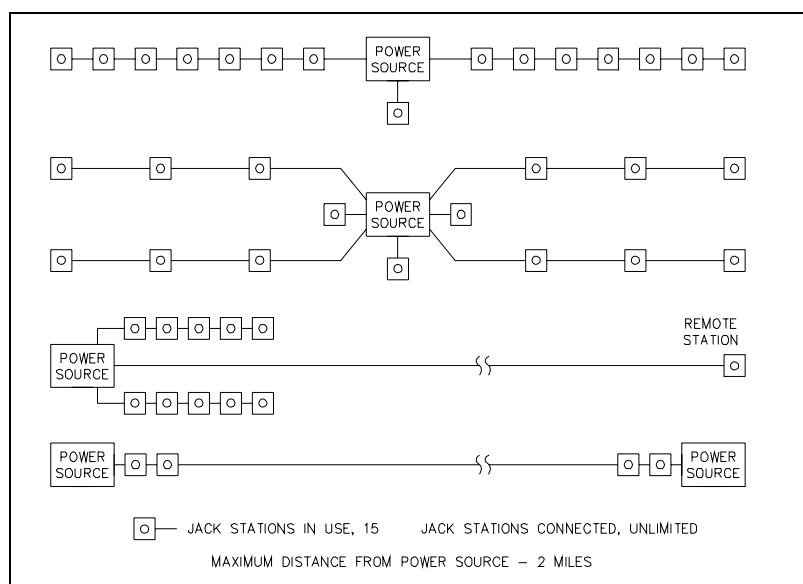 POWER
SOURCE
POWER
SOURCE
REMOTE
STATION
POWER
SOURCE
POWER
SOURCE
POWER
SOURCE
JACK STATIONS IN USE, 15 JACK STATIONS CONNECTED, UNLIMITED
MAXIMUM DISTANCE FROM POWER SOURCE – 2 MILES